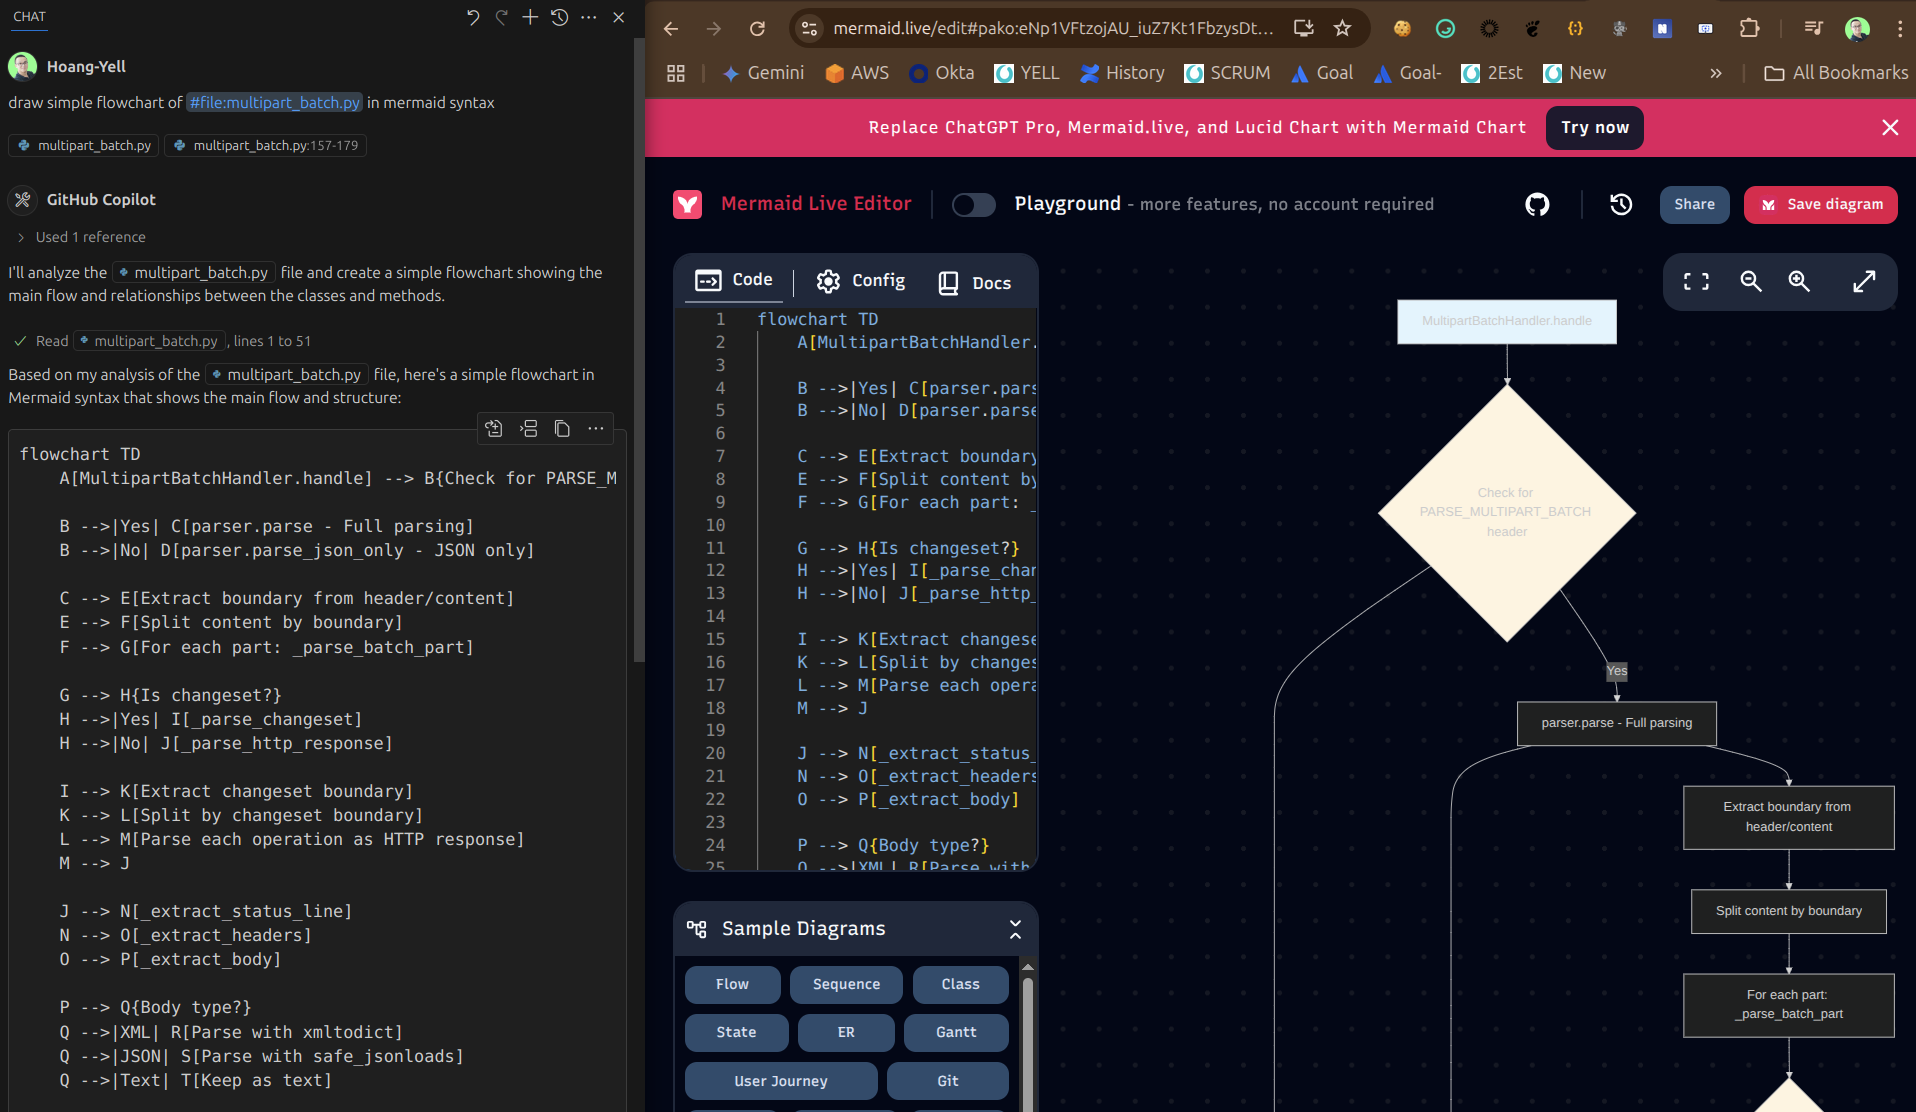 CHAT
Hoang-Yell
draw simple flowchart of #file:multipart_batch.py in mermaid syntax
multipart_batch.py
multipart_batch.py:157-179
GitHub Copilot
Used 1 reference
I'll analyze the multipart_batch.py file and create a simple flowchart showing the
main flow and relationships between the classes and methods.
Read multipart_batch.py, lines 1 to 51
Based on my analysis of the multipart_batch.py file, here's a simple flowchart in
Mermaid syntax that shows the main flow and structure:
flowchart TD
A[MultipartBatchHandler.handle] --> B{Check for PARSE_M
B -->|Yes| C[parser.parse - Full parsing]
B -->|No| D[parser.parse_json_only - JSON only]
C --> E[Extract boundary from header/content]
E --> F[Split content by boundary]
F --> G[For each part: _parse_batch_part]
G --> H{Is changeset?}
H -->|Yes| I[_parse_changeset]
H -->|No| J[_parse_http_response]
I --> K[Extract changeset boundary]
K --> L[Split by changeset boundary]
L --> M[Parse each operation as HTTP response]
M --> J
J --> N[_extract_status_line]
N --> O[_extract_headers]
O --> P[_extract_body]
P --> Q{Body type?}
Q -->|XML| R[Parse with xmltodict]
Q -->|JSON| S[Parse with safe_jsonloads]
Q -->|Text| T[Keep as text]
mermaid.live/edit#pako:eNp1VFtzojAU_iuZ7Kt1FbzysDt...
Gemini
AWS
Okta
YELL
History
SCRUM
Goal
Goal-
2Est
New
»
All Bookmarks
Replace ChatGPT Pro, Mermaid.live, and Lucid Chart with Mermaid Chart
Try now
Mermaid Live Editor
Playground - more features, no account required
Share
Save diagram
Code
Config
Docs
1 flowchart TD
2 A[MultipartBatchHandler.
3
4 B -->|Yes| C[parser.pars
5 B -->|No| D[parser.parse
6
7 C --> E[Extract boundary
8 E --> F[Split content by
9 F --> G[For each part: _
10
11 G --> H{Is changeset?}
12 H -->|Yes| I[_parse_chan
13 H -->|No| J[_parse_http_
14
15 I --> K[Extract changese
16 K --> L[Split by changes
17 L --> M[Parse each opera
18 M --> J
19
20 J --> N[_extract_status_
21 N --> O[_extract_headers
22 O --> P[_extract_body]
23
24 P --> Q{Body type?}
25 Q -->|XML| R[Parse with
Sample Diagrams
Flow
Sequence
Class
State
ER
Gantt
User Journey
Git
MultipartBatchHandler.handle
Check for
PARSE_MULTIPART_BATCH
header
Yes
parser.parse - Full parsing
Extract boundary from
header/content
Split content by boundary
For each part:
_parse_batch_part